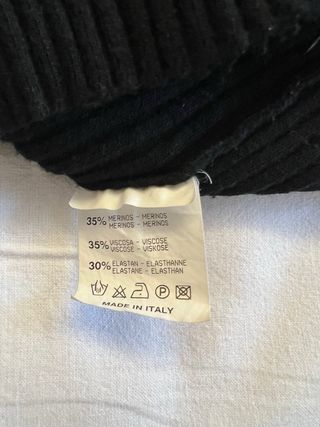 35% MERINOS - MERINOS
MERINOS - MERINOS
35% VISCOSA - VISCOSE
VISCOSE - VISKOSE
30% ELASTAN - ELASTHANNE
ELASTANE - ELASTHAN
P
MADE IN ITALY